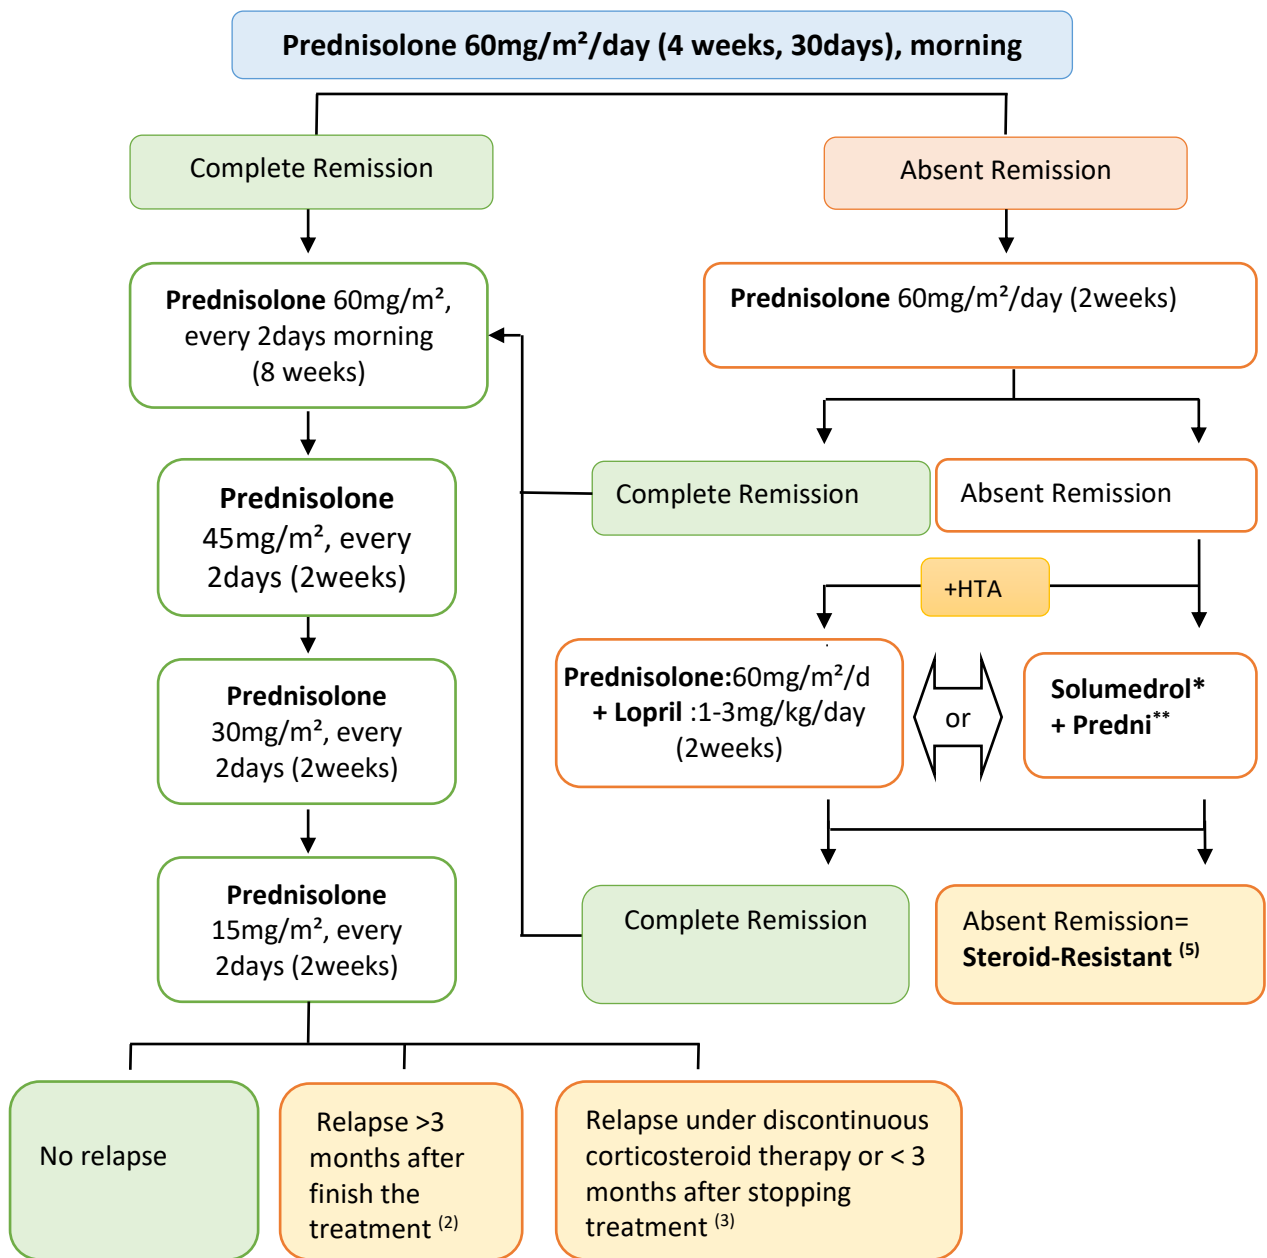 Prednisolone 60mg/m²/day (4 weeks, 30days), morning
Complete Remission
Absent Remission
Prednisolone 60mg/m²,
every 2days morning
(8 weeks)
Prednisolone 60mg/m²/day (2weeks)
Prednisolone
45mg/m², every
2days (2weeks)
Complete Remission
Absent Remission
+HTA
Prednisolone:60mg/m²/d
+ Lopril :1-3mg/kg/day
(2weeks)
or
Solumedrol*
+ Predni**
Prednisolone
30mg/m², every
2days (2weeks)
Prednisolone
15mg/m², every
2days (2weeks)
Complete Remission
Absent Remission=
Steroid-Resistant (5)
No relapse
Relapse >3
months after
finish the
treatment (2)
Relapse under discontinuous
corticosteroid therapy or < 3
months after stopping
treatment (3)